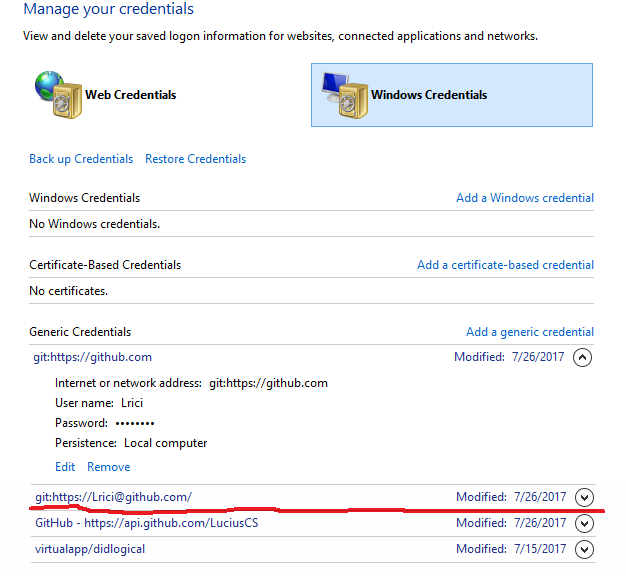 Manage your credentials
View and delete your saved logon information for websites, connected applications and networks.
Web Credentials
Windows Credentials
Back up Credentials Restore Credentials
Windows Credentials Add a Windows credential
No Windows credentials.
Certificate-Based Credentials Add a certificate-based credential
No certificates.
Generic Credentials Add a generic credential
git:https://github.com Modified: 7/26/2017
Internet or network address: git:https://github.com
User name: Lrici
Password: ••••••••
Persistence: Local computer
Edit Remove
git:https://Lrici@github.com/ Modified: 7/26/2017
GitHub - https://api.github.com/LuciusCS Modified: 7/26/2017
virtualapp/didlogical Modified: 7/15/2017